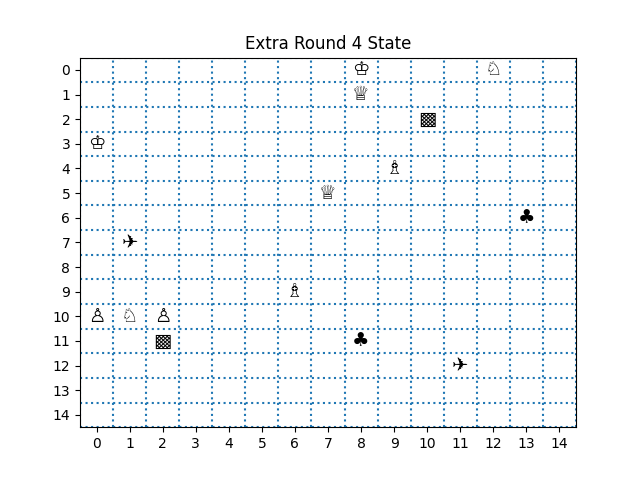 Extra Round 4 State
0 ♔ ♘
1 ♕
2 ▩
3 ♔
4 ♗
5 ♕
6 ♣
7 ✈
8
9 ♗
10 ♙ ♘ ♙
11 ▩ ♣
12 ✈
13
14
0 1 2 3 4 5 6 7 8 9 10 11 12 13 14